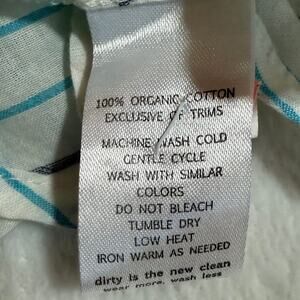 100% ORGANIC COTTON
EXCLUSIVE OF TRIMS
MACHINE WASH COLD
GENTLE CYCLE
WASH WITH SIMILAR
COLORS
DO NOT BLEACH
TUMBLE DRY
LOW HEAT
IRON WARM AS NEEDED
dirty is the new clean
wear more, wash less